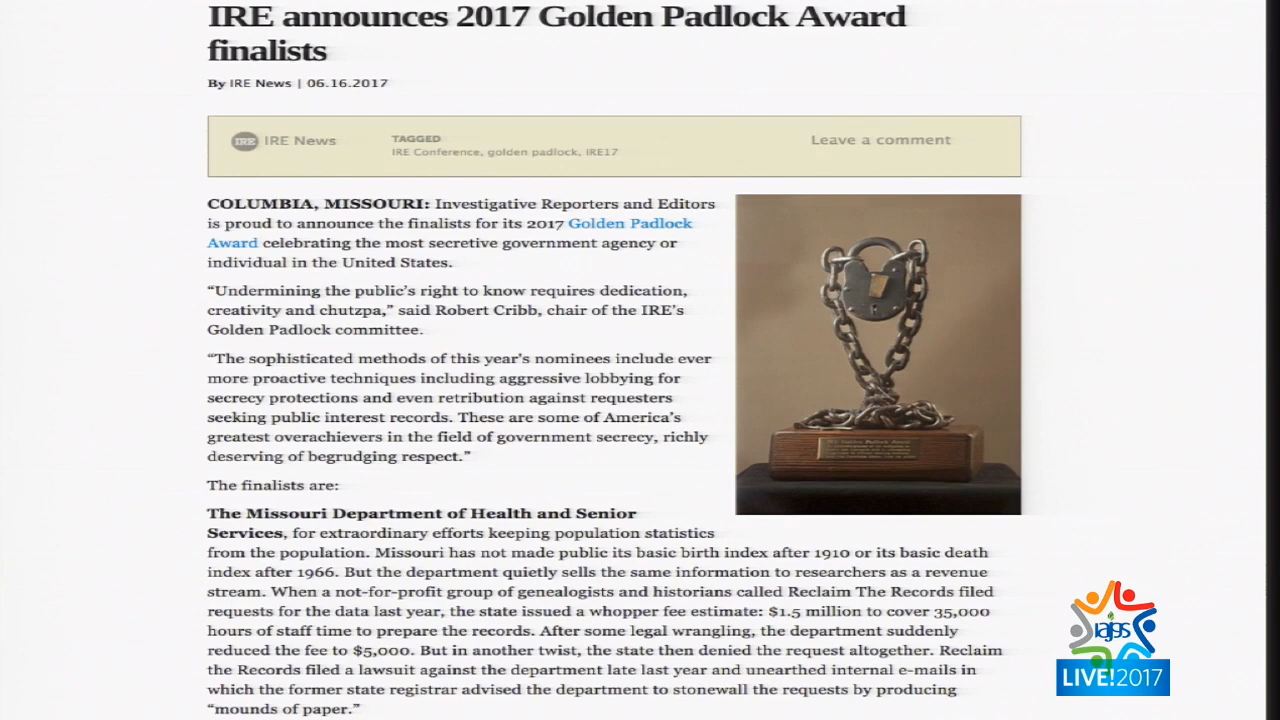 IRE announces 2017 Golden Padlock Award
finalists
By IRE News | 06.16.2017
IRE IRE News
TAGGED
IRE Conference, golden padlock, IRE17
Leave a comment
COLUMBIA, MISSOURI: Investigative Reporters and Editors
is proud to announce the finalists for its 2017 Golden Padlock
Award celebrating the most secretive government agency or
individual in the United States.
“Undermining the public’s right to know requires dedication,
creativity and chutzpa,” said Robert Cribb, chair of the IRE’s
Golden Padlock committee.
“The sophisticated methods of this year’s nominees include ever
more proactive techniques including aggressive lobbying for
secrecy protections and even retribution against requesters
seeking public interest records. These are some of America’s
greatest overachievers in the field of government secrecy, richly
deserving of begrudging respect.”
The finalists are:
The Missouri Department of Health and Senior
Services, for extraordinary efforts keeping population statistics
from the population. Missouri has not made public its basic birth index after 1910 or its basic death
index after 1966. But the department quietly sells the same information to researchers as a revenue
stream. When a not-for-profit group of genealogists and historians called Reclaim The Records filed
requests for the data last year, the state issued a whopper fee estimate: $1.5 million to cover 35,000
hours of staff time to prepare the records. After some legal wrangling, the department suddenly
reduced the fee to $5,000. But in another twist, the state then denied the request altogether. Reclaim
the Records filed a lawsuit against the department late last year and unearthed internal e-mails in
which the former state registrar advised the department to stonewall the requests by producing
“mounds of paper.”
IRE Golden Padlock Award
iajgs
LIVE!2017